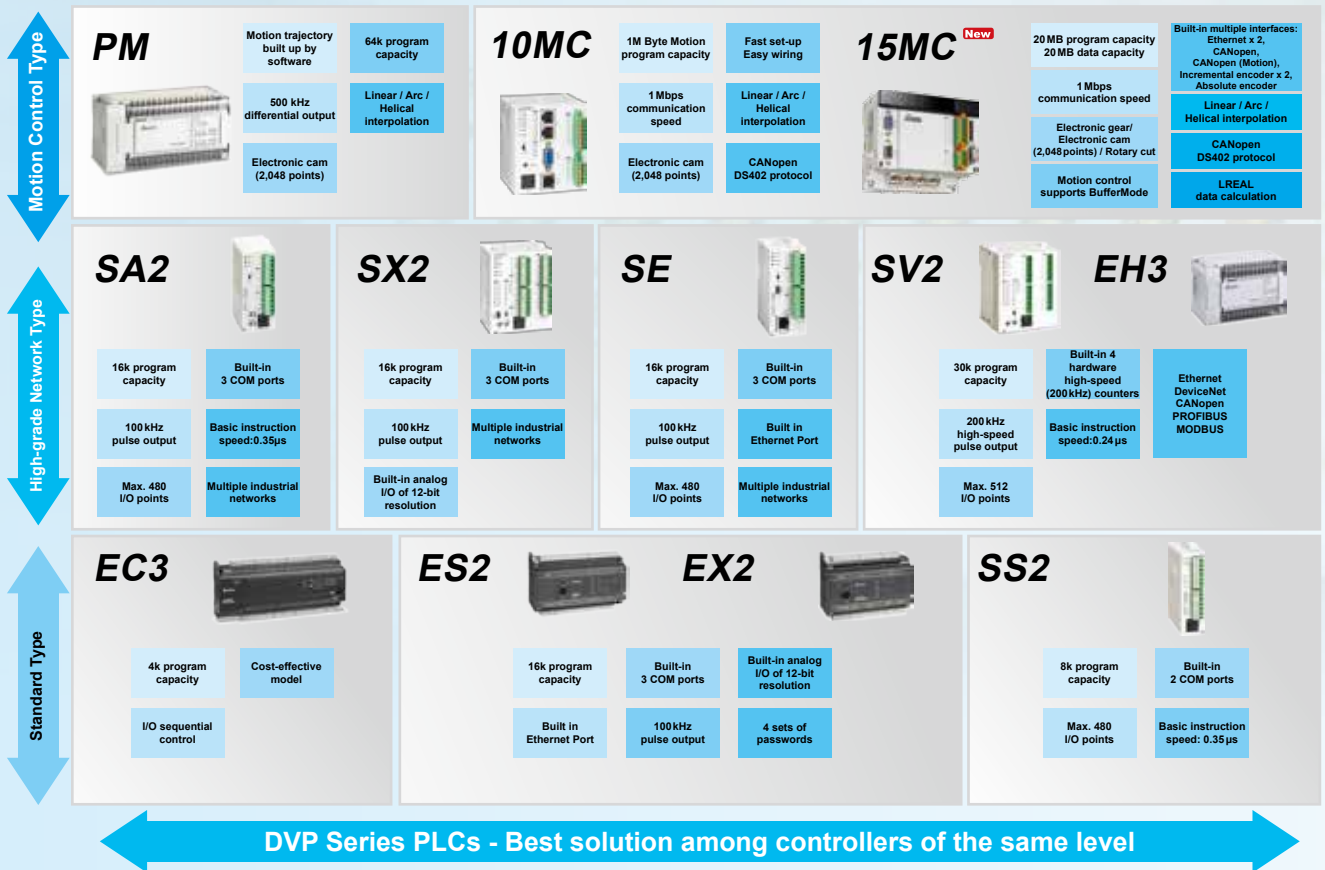 Motion Control Type
PM
Motion trajectory
built up by
software
64k program
capacity
500 kHz
differential output
Linear / Arc /
Helical
interpolation
Electronic cam
(2,048 points)
10MC
1M Byte Motion
program capacity
Fast set-up
Easy wiring
1 Mbps
communication
speed
Linear / Arc /
Helical
interpolation
Electronic cam
(2,048 points)
CANopen
DS402 protocol
15MC
New
20 MB program capacity
20 MB data capacity
Built-in multiple interfaces:
Ethernet x 2,
CANopen,
CANopen (Motion),
Incremental encoder x 2,
Absolute encoder
1 Mbps
communication speed
Linear / Arc /
Helical interpolation
Electronic gear/
Electronic cam
(2,048 points) / Rotary cut
CANopen
DS402 protocol
Motion control
supports BufferMode
LREAL
data calculation
High-grade Network Type
SA2
16k program
capacity
Built-in
3 COM ports
100 kHz
pulse output
Basic instruction
speed:0.35µs
Max. 480
I/O points
Multiple industrial
networks
SX2
16k program
capacity
Built-in
3 COM ports
100 kHz
pulse output
Multiple industrial
networks
Built-in analog
I/O of 12-bit
resolution
SE
16k program
capacity
Built-in
3 COM ports
100 kHz
pulse output
Built in
Ethernet Port
Max. 480
I/O points
Multiple industrial
networks
SV2
EH3
30k program
capacity
Built-in 4
hardware
high-speed
(200 kHz) counters
Ethernet
DeviceNet
CANopen
PROFIBUS
MODBUS
200 kHz
high-speed
pulse output
Basic instruction
speed:0.24 µs
Max. 512
I/O points
Standard Type
EC3
4k program
capacity
Cost-effective
model
I/O sequential
control
ES2
EX2
16k program
capacity
Built-in
3 COM ports
Built-in analog
I/O of 12-bit
resolution
Built in
Ethernet Port
100 kHz
pulse output
4 sets of
passwords
SS2
8k program
capacity
Built-in
2 COM ports
Max. 480
I/O points
Basic instruction
speed: 0.35 µs
DVP Series PLCs - Best solution among controllers of the same level